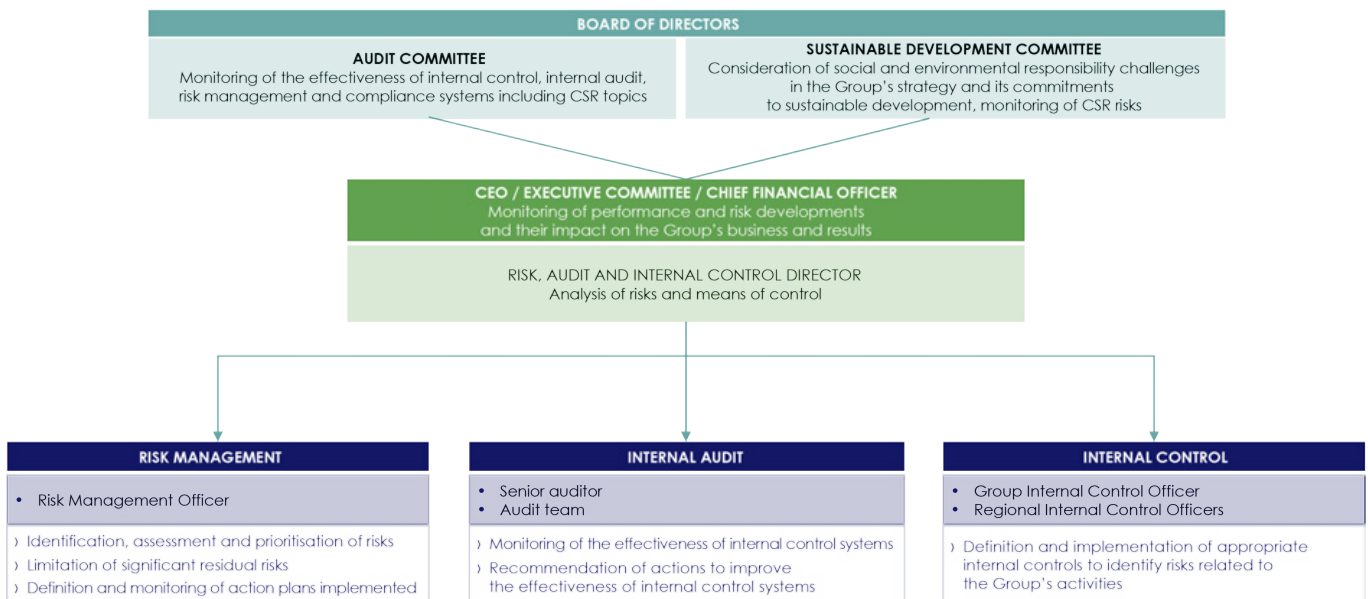 BOARD OF DIRECTORS
AUDIT COMMITTEE
Monitoring of the effectiveness of internal control, internal audit,
risk management and compliance systems including CSR topics
SUSTAINABLE DEVELOPMENT COMMITTEE
Consideration of social and environmental responsibility challenges
in the Group's strategy and its commitments
to sustainable development, monitoring of CSR risks
CEO / EXECUTIVE COMMITTEE / CHIEF FINANCIAL OFFICER
Monitoring of performance and risk developments
and their impact on the Group's business and results
RISK, AUDIT AND INTERNAL CONTROL DIRECTOR
Analysis of risks and means of control
RISK MANAGEMENT
• Risk Management Officer
› Identification, assessment and prioritisation of risks
› Limitation of significant residual risks
› Definition and monitoring of action plans implemented
INTERNAL AUDIT
• Senior auditor
• Audit team
› Monitoring of the effectiveness of internal control systems
› Recommendation of actions to improve
the effectiveness of internal control systems
INTERNAL CONTROL
• Group Internal Control Officer
• Regional Internal Control Officers
› Definition and implementation of appropriate
internal controls to identify risks related to
the Group's activities